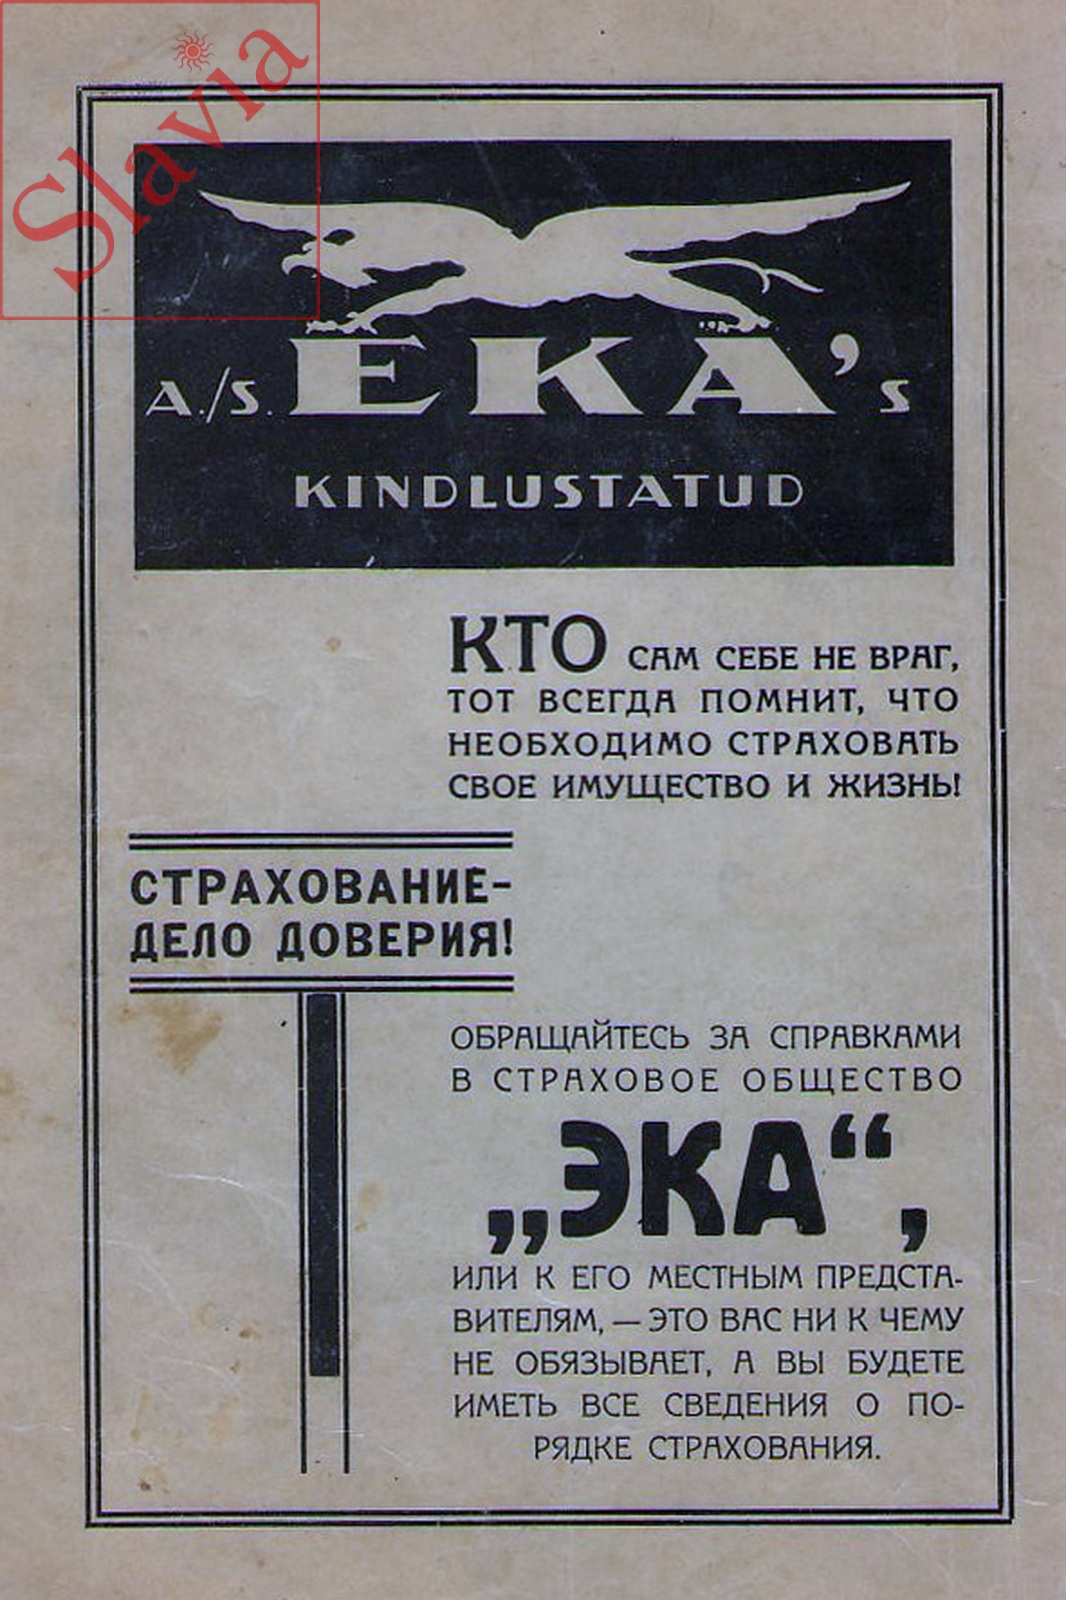 Slavia
A./S. EKA's
KINDLUSTATUD
КТО САМ СЕБЕ НЕ ВРАГ,
ТОТ ВСЕГДА ПОМНИТ, ЧТО
НЕОБХОДИМО СТРАХОВАТЬ
СВОЕ ИМУЩЕСТВО И ЖИЗНЬ!
СТРАХОВАНИЕ-
ДЕЛО ДОВЕРИЯ!
ОБРАЩАЙТЕСЬ ЗА СПРАВКАМИ
В СТРАХОВОЕ ОБЩЕСТВО
„ЭКА“,
ИЛИ К ЕГО МЕСТНЫМ ПРЕДСТА-
ВИТЕЛЯМ, — ЭТО ВАС НИ К ЧЕМУ
НЕ ОБЯЗЫВАЕТ, А ВЫ БУДЕТЕ
ИМЕТЬ ВСЕ СВЕДЕНИЯ О ПО-
РЯДКЕ СТРАХОВАНИЯ.